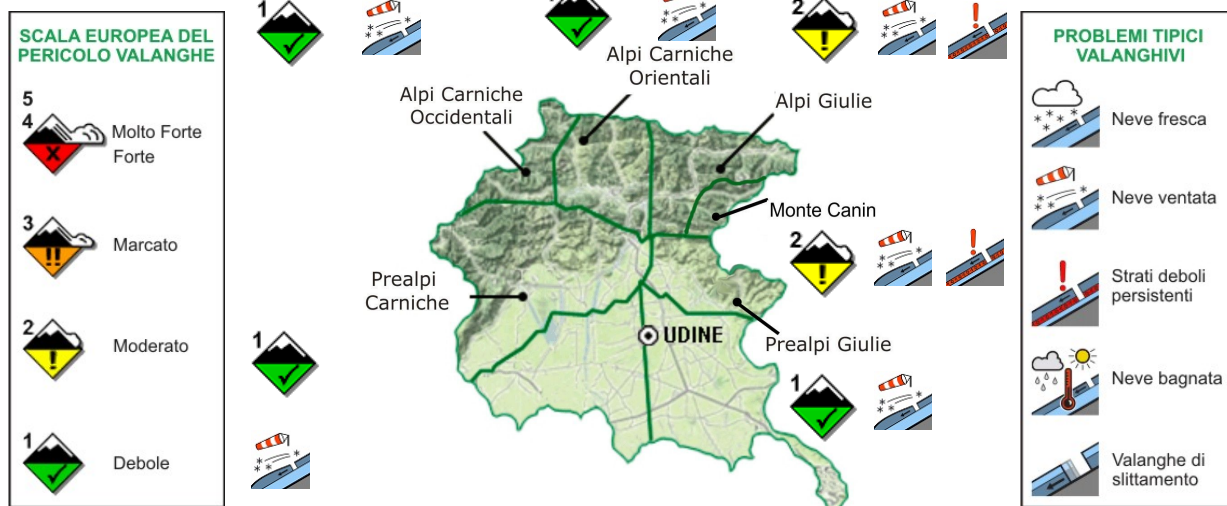 SCALA EUROPEA DEL
PERICOLO VALANGHE
5
4
Molto Forte
Forte
X
3
Marcato
!!
2
Moderato
!
1
Debole
1
1
2
!
!
Alpi Carniche
Orientali
Alpi Carniche
Occidentali
Alpi Giulie
Monte Canin
2
!
!
Prealpi
Carniche
1
UDINE
Prealpi Giulie
1
PROBLEMI TIPICI
VALANGHIVI
Neve fresca
Neve ventata
!
Strati deboli
persistenti
Neve bagnata
Valanghe di
slittamento